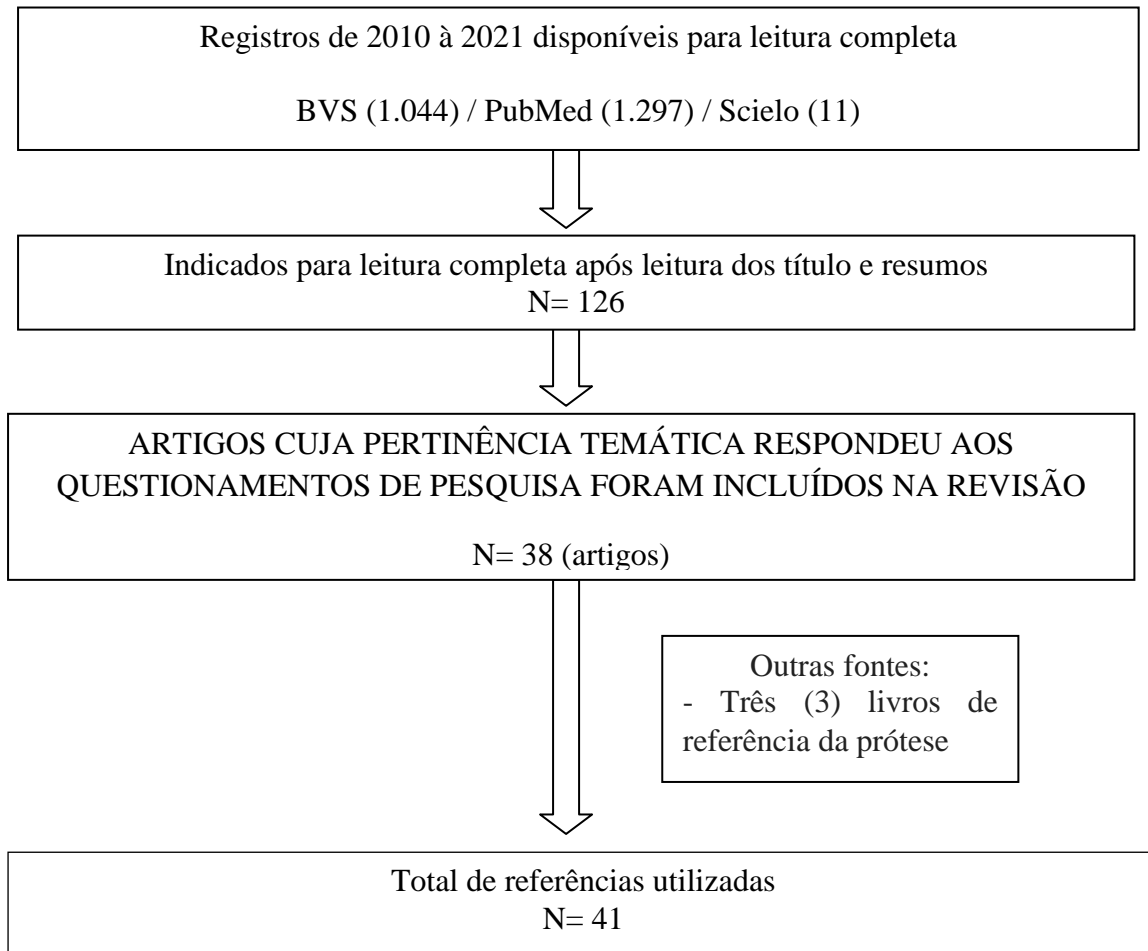 Registros de 2010 à 2021 disponíveis para leitura completa
BVS (1.044) / PubMed (1.297) / Scielo (11)
Indicados para leitura completa após leitura dos título e resumos
N= 126
ARTIGOS CUJA PERTINÊNCIA TEMÁTICA RESPONDEU AOS
QUESTIONAMENTOS DE PESQUISA FORAM INCLUÍDOS NA REVISÃO
N= 38 (artigos)
Outras fontes:
- Três (3) livros de
referência da prótese
Total de referências utilizadas
N= 41